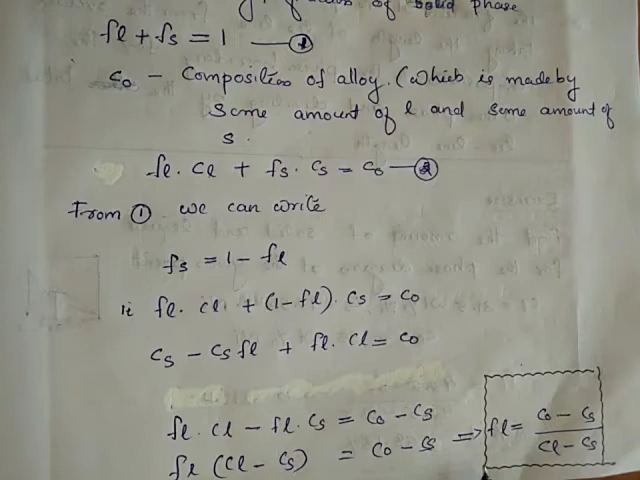 of solid phase
fl + fs = 1 — ①
C0 - Composition of alloy. (Which is made by
some amount of l and some amount of
s.
fl. Cl + fs. Cs = C0 — ②
From ① we can write
fs = 1 - fl
ie fl. Cl + (1-fl). Cs = C0
Cs - Cs fl + fl. Cl = C0
fl. Cl - fl. Cs = C0 - Cs
fl (Cl - Cs) = C0 - Cs => fl = C0 - Cs / Cl - Cs